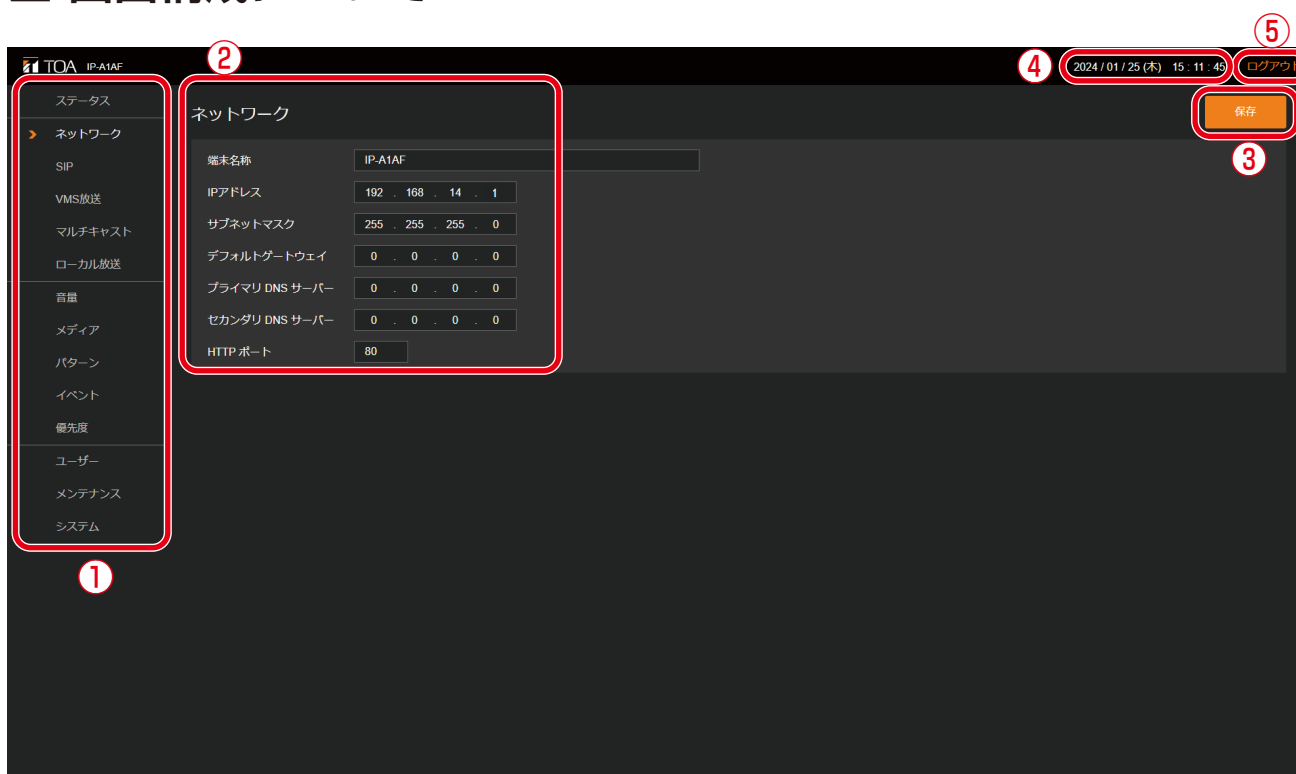 ⑤
② ④
TOA IP-A1AF 2024 / 01 / 25 (木) 15 : 11 : 45 ログアウト
ステータス
ネットワーク
SIP
VMS放送
マルチキャスト
ローカル放送
音量
メディア
パターン
イベント
優先度
ユーザー
メンテナンス
システム
①
ネットワーク
保存
③
端末名称 IP-A1AF
IPアドレス 192 . 168 . 14 . 1
サブネットマスク 255 . 255 . 255 . 0
デフォルトゲートウェイ 0 . 0 . 0 . 0
プライマリ DNS サーバー 0 . 0 . 0 . 0
セカンダリ DNS サーバー 0 . 0 . 0 . 0
HTTP ポート 80